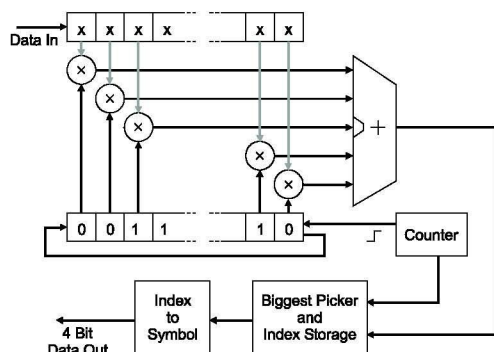 x x x x x x
Data In
×
×
×
+
×
×
0 0 1 1 1 0
Counter
Index
to
Symbol
Biggest Picker
and
Index Storage
4 Bit
Data Out